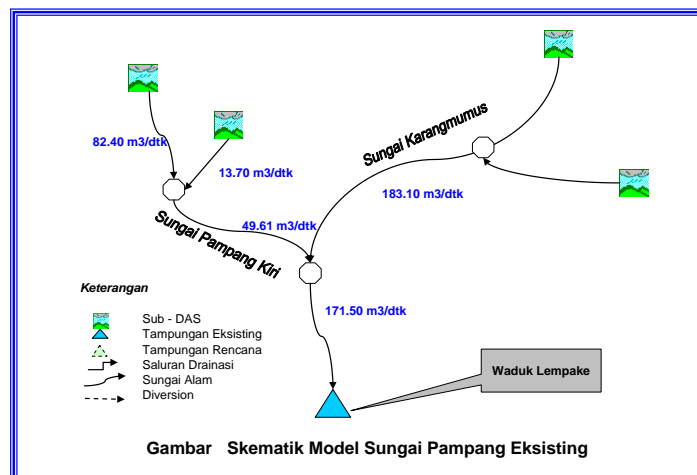 82.40 m3/dtk
13.70 m3/dtk
Sungai Karangmumus
183.10 m3/dtk
Sungai Pampang Kiri
49.61 m3/dtk
171.50 m3/dtk
Keterangan
Sub - DAS
Tampungan Eksisting
Tampungan Rencana
Saluran Drainasi
Sungai Alam
Diversion
Waduk Lempake
Gambar Skematik Model Sungai Pampang Eksisting